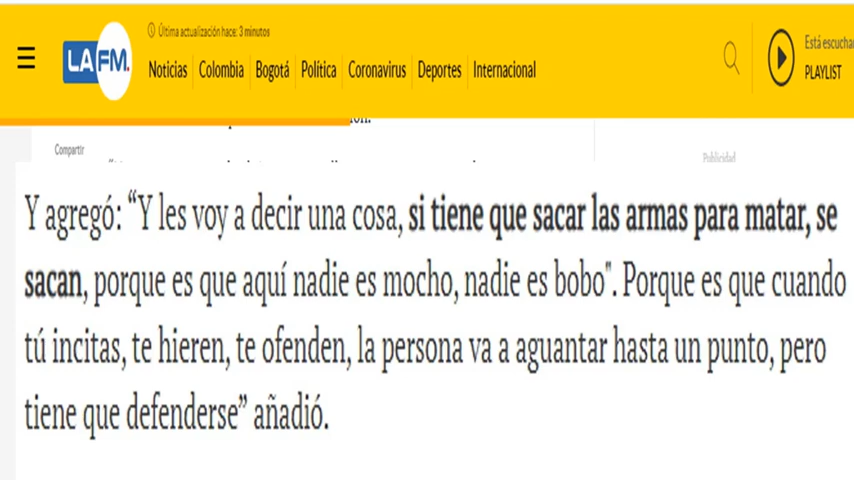 Última actualización hace: 3 minutos
LA FM.
Noticias Colombia Bogotá Política Coronavirus Deportes Internacional
Está escucha
PLAYLIST
Compartir
Publicidad
Y agregó: “Y les voy a decir una cosa, si tiene que sacar las armas para matar, se
sacan, porque es que aquí nadie es mocho, nadie es bobo". Porque es que cuando
tú incitas, te hieren, te ofenden, la persona va a aguantar hasta un punto, pero
tiene que defenderse” añadió.